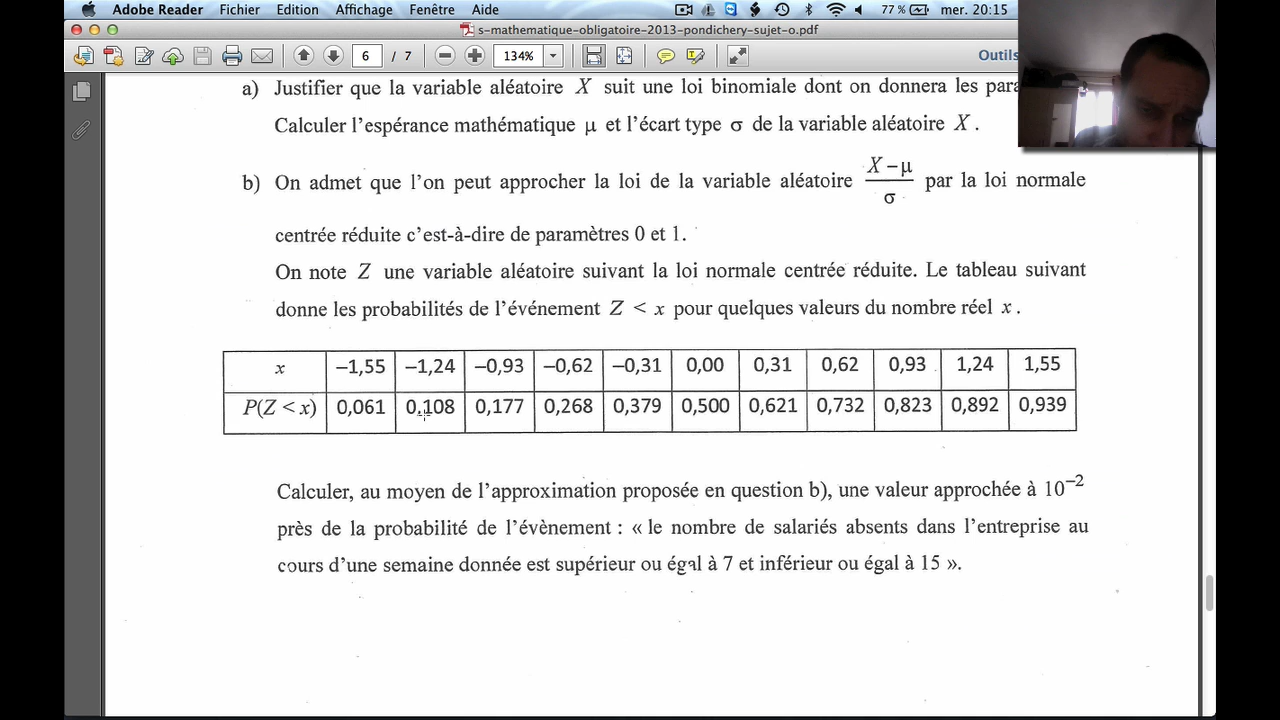 Adobe Reader Fichier Edition Affichage Fenêtre Aide 77 % mer. 20:15
s-mathematique-obligatoire-2013-pondichery-sujet-o.pdf
6 / 7 134% Outils
a) Justifier que la variable aléatoire X suit une loi binomiale dont on donnera les
Calculer l'espérance mathématique μ et l'écart type σ de la variable aléatoire X .
b) On admet que l'on peut approcher la loi de la variable aléatoire (X − μ)/σ par la loi normale
centrée réduite c'est-à-dire de paramètres 0 et 1.
On note Z une variable aléatoire suivant la loi normale centrée réduite. Le tableau suivant
donne les probabilités de l'événement Z < x pour quelques valeurs du nombre réel x .
x −1,55 −1,24 −0,93 −0,62 −0,31 0,00 0,31 0,62 0,93 1,24 1,55
P(Z < x) 0,061 0,108 0,177 0,268 0,379 0,500 0,621 0,732 0,823 0,892 0,939
Calculer, au moyen de l'approximation proposée en question b), une valeur approchée à 10⁻²
près de la probabilité de l'évènement : « le nombre de salariés absents dans l'entreprise au
cours d'une semaine donnée est supérieur ou égal à 7 et inférieur ou égal à 15 ».